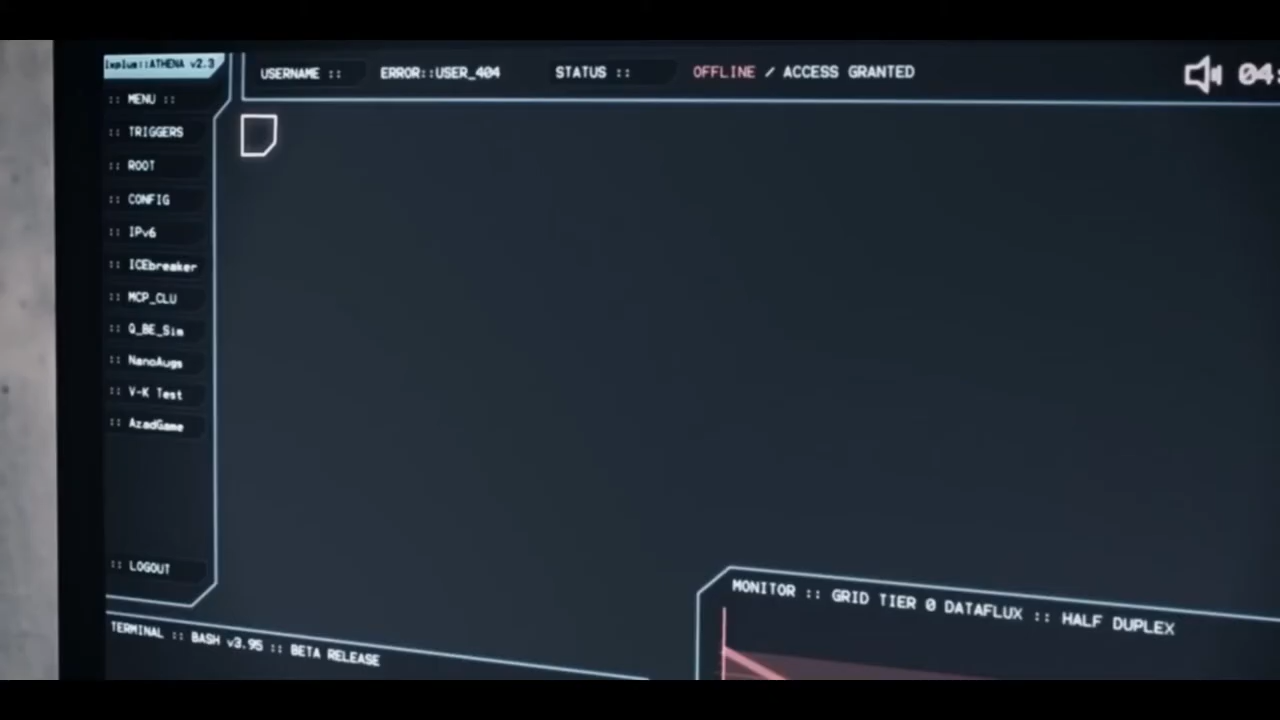 ixplus::ATHENA v2.3
USERNAME ::
ERROR::USER_404
STATUS ::
OFFLINE / ACCESS GRANTED
:: MENU ::
:: TRIGGERS
:: ROOT
:: CONFIG
:: IPv6
:: ICEbreaker
:: MCP_CLU
:: Q_BE_Sim
:: NanoAugs
:: V-K Test
:: AzadGame
:: LOGOUT
TERMINAL :: BASH v3.95 :: BETA RELEASE
MONITOR :: GRID TIER 0 DATAFLUX :: HALF DUPLEX